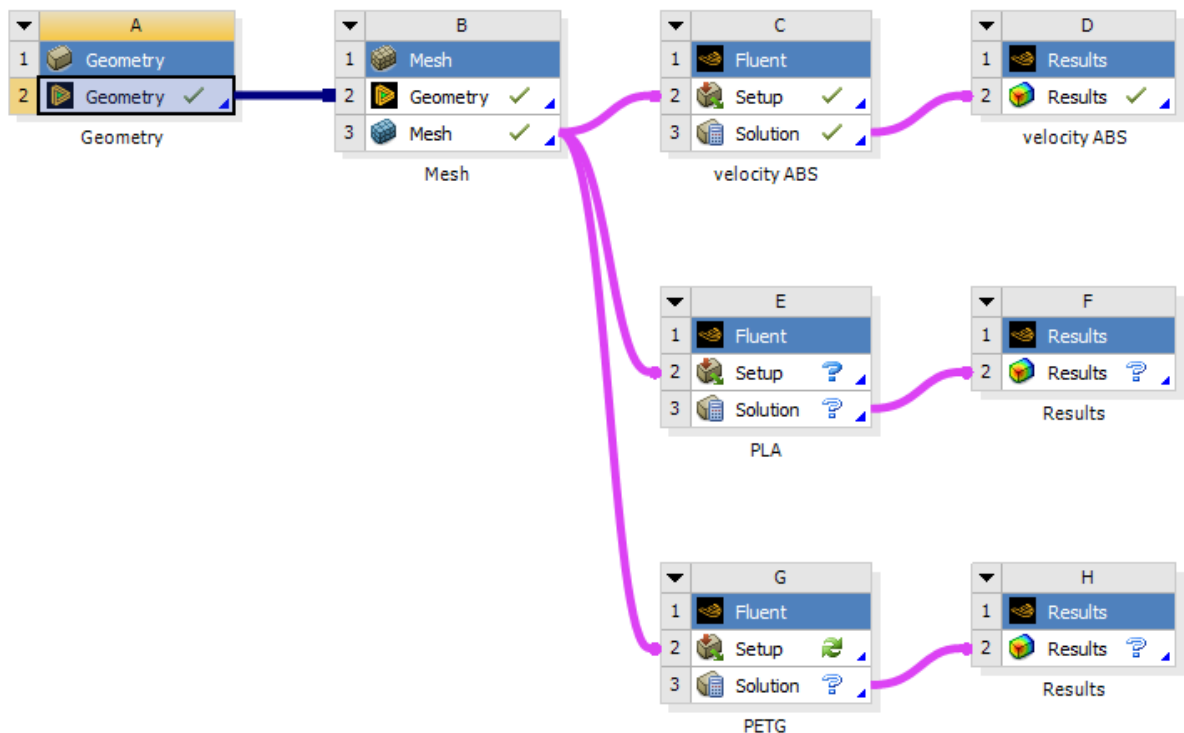 A
1 Geometry
2 Geometry
Geometry
B
1 Mesh
2 Geometry
3 Mesh
Mesh
C
1 Fluent
2 Setup
3 Solution
velocity ABS
D
1 Results
2 Results
velocity ABS
E
1 Fluent
2 Setup ?
3 Solution ?
PLA
F
1 Results
2 Results ?
Results
G
1 Fluent
2 Setup
3 Solution ?
PETG
H
1 Results
2 Results ?
Results